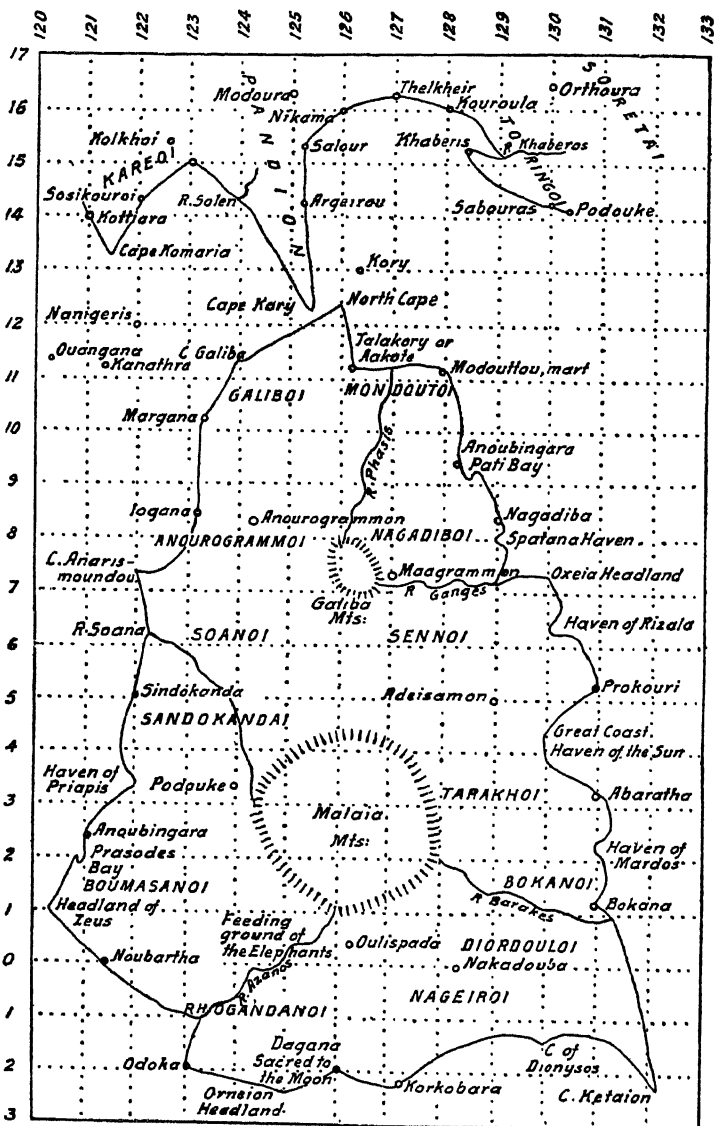 120 121 122 123 124 125 126 127 128 129 130 131 132 133
17
16
15
14
13
12
11
10
9
8
7
6
5
4
3
2
1
0
1
2
3
Modoura
PANDION
Nikama
Thelkheir
Kouroula
Orthoura
SORETAI
Kolkhoi
KAREOI
Salour
Khaberis
R. Khaberos
TORINGOI
Sosikouroi
Kottiara
R. Solen
Argeirou
Sabouras
Podouke
Cape Komaria
Kory
Cape Kory
North Cape
Nanigeris
Ouangana
Kanathra
C. Galiba
Talakory or
Aakote
Modouttou, mart
GALIBOI
MONDOUTOI
Margana
R. Phasis.
Anoubingara
Pati Bay
Iogana
Anourogrammon
ANOUROGRAMMOI
NAGADIBOI
Nagadiba
Spatana Haven
C. Anaris-
moundou
Maagrammon
R Ganges
Oxeia Headland
Galiba
Mts:
R. Soana
SOANOI
SENNOI
Haven of Rizala
Sindokanda
SANDOKANDAI
Adeisamon
Prokouri
Great Coast
Haven of the Sun
Haven of
Priapis
Podouke
Malaia
Mts:
TARAKHOI
Abaratha
Anoubingara
Prasodes
Bay
BOUMASANOI
Haven of
Mardos
BOKANOI
R Barakes
Bokana
Headland of
Zeus
Feeding
ground of
the Elephants
Oulispada
DIORDOULOI
Noubartha
R. Azanos
Nakadouba
NAGEIROI
RHOGANDANOI
Odoka
Dagana
Sacred to
the Moon
C of
Dionysos
Orneion
Headland.
Korkobara
C. Ketaion